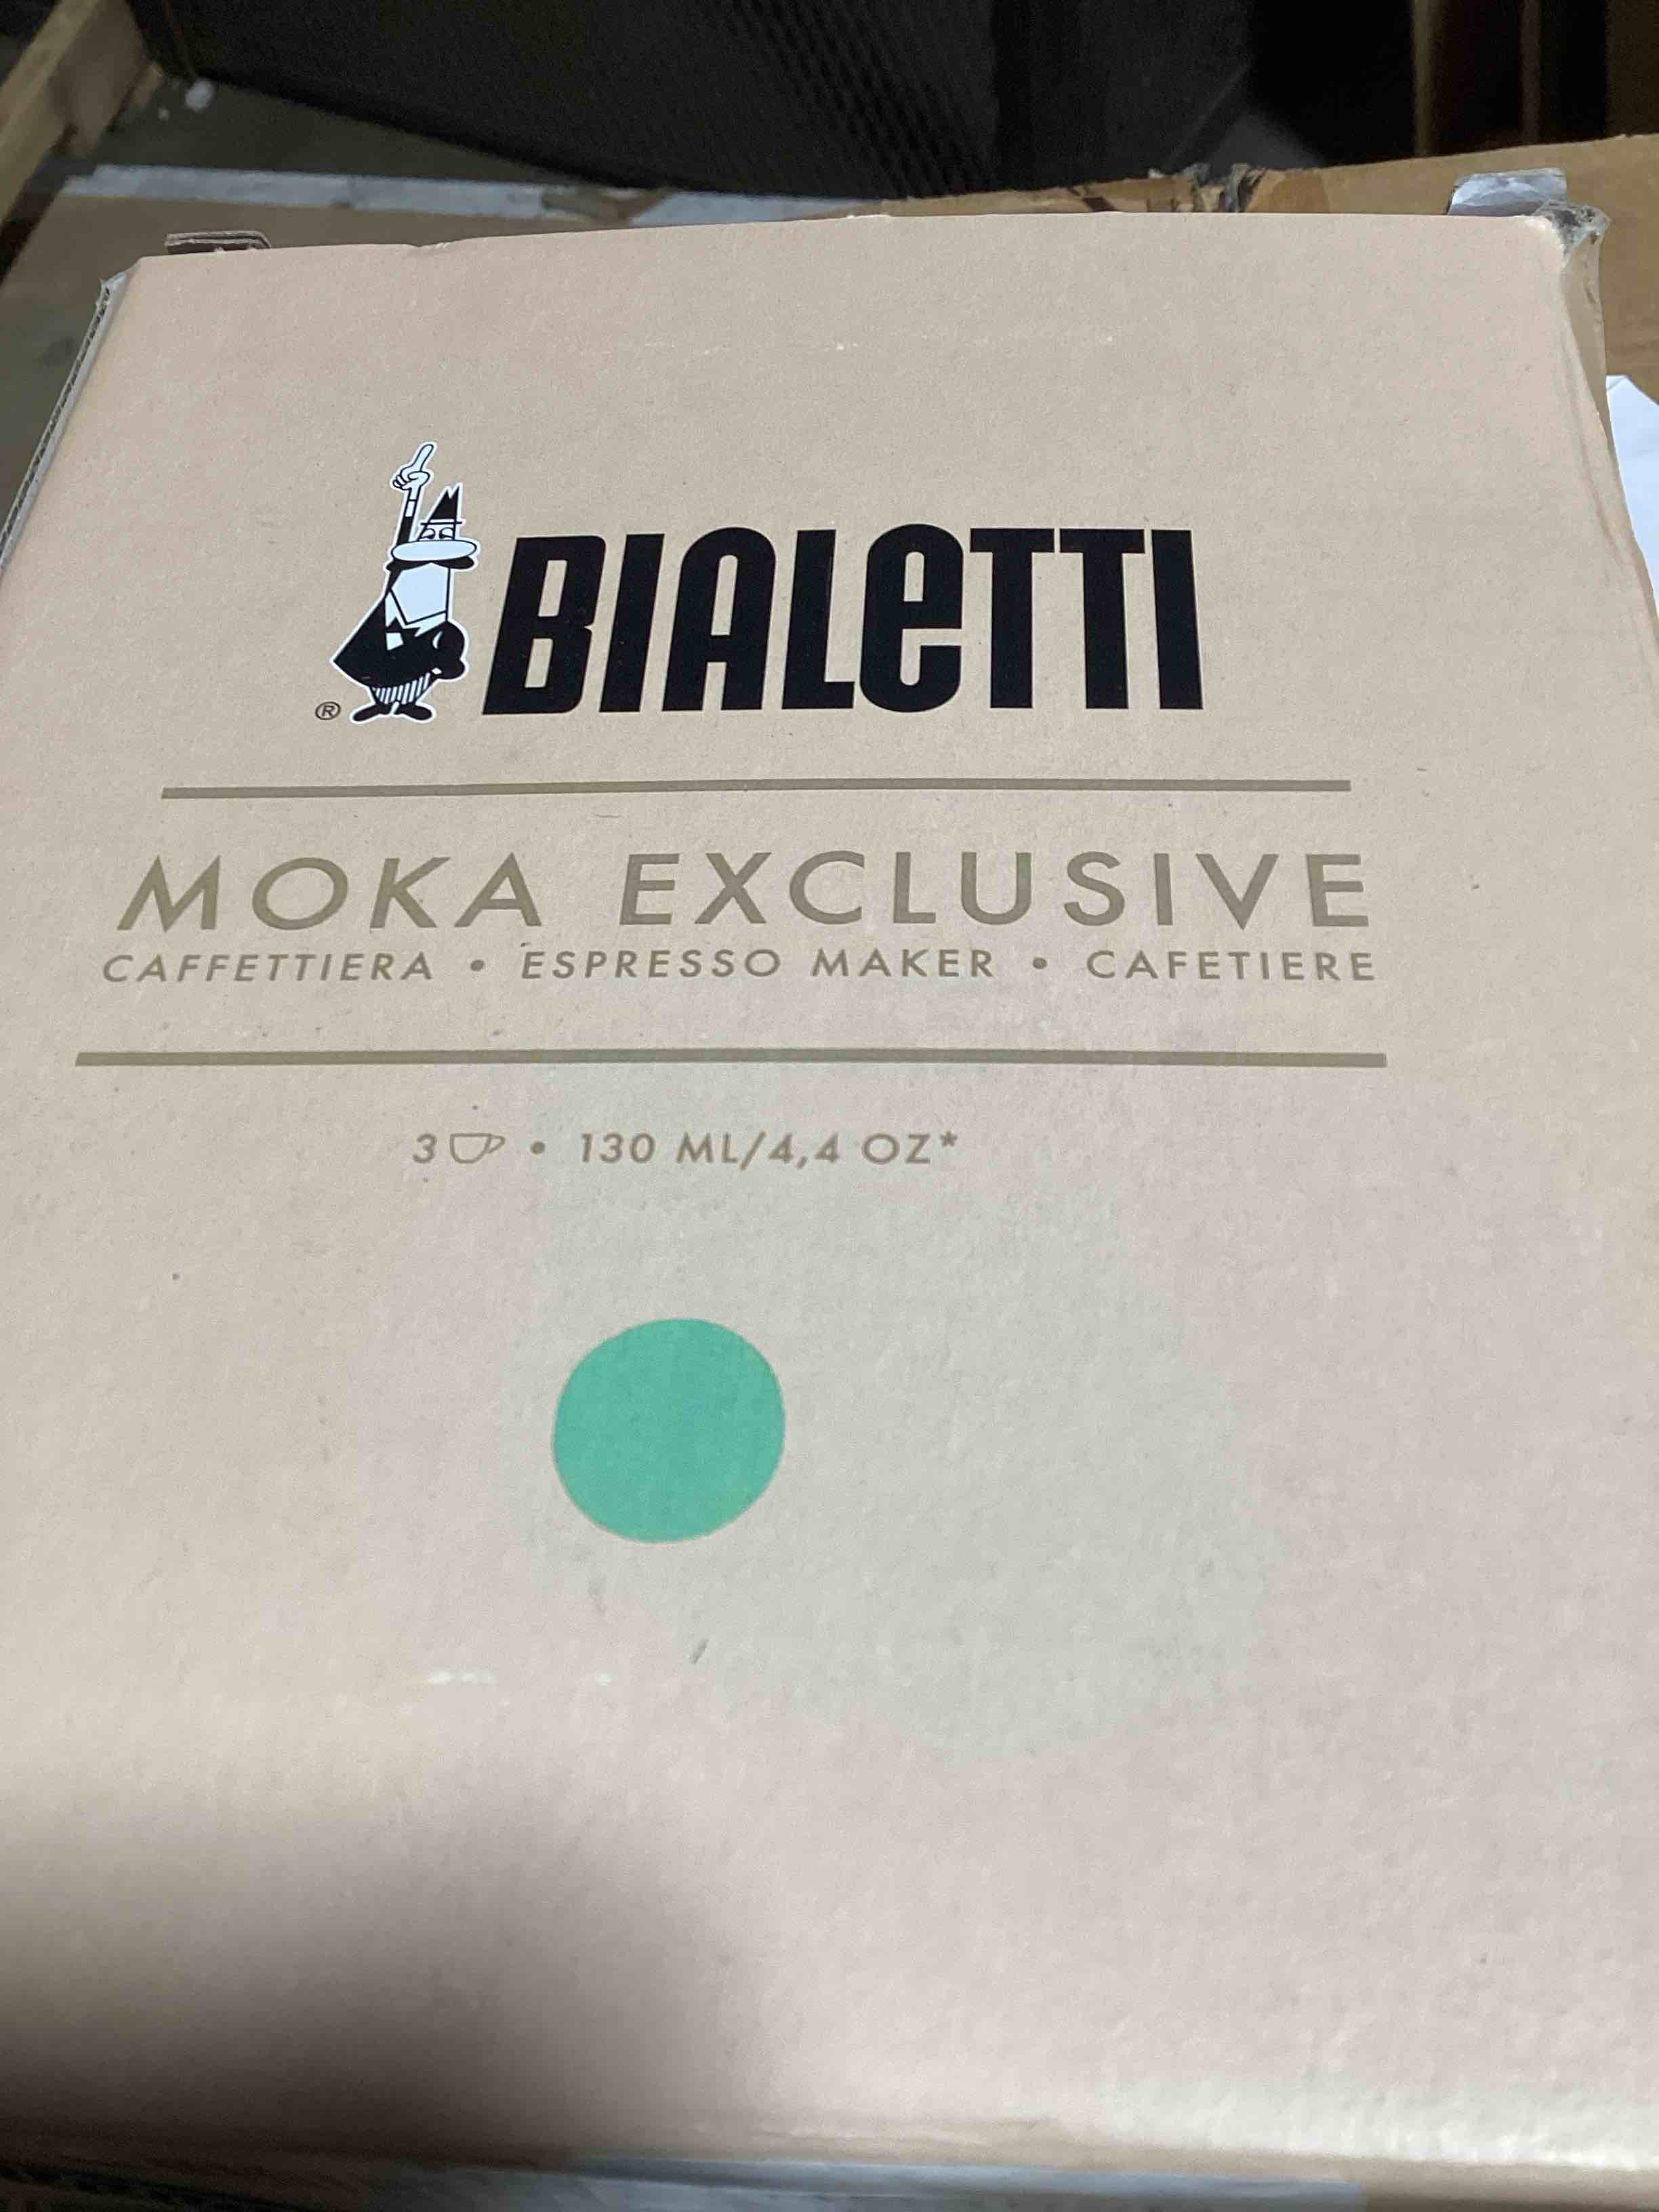 BIALETTI
®
MOKA EXCLUSIVE
CAFFETTIERA • ESPRESSO MAKER • CAFETIERE
3 • 130 ML/4,4 OZ*